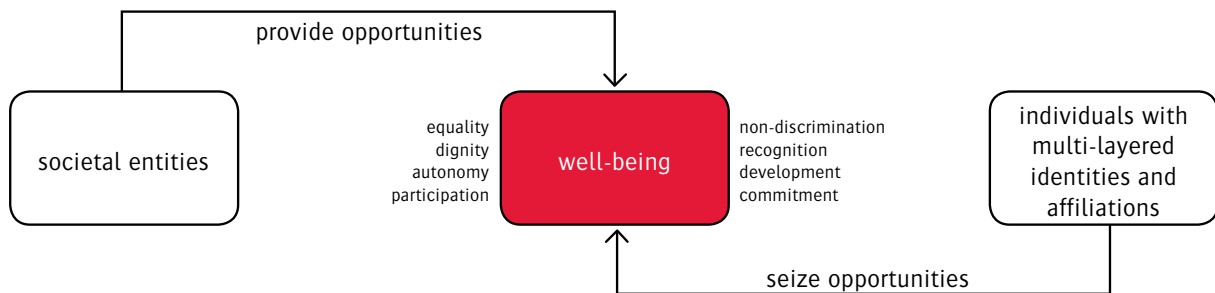 provide opportunities
societal entities
equality
dignity
autonomy
participation
well-being
non-discrimination
recognition
development
commitment
individuals with
multi-layered
identities and
affiliations
seize opportunities